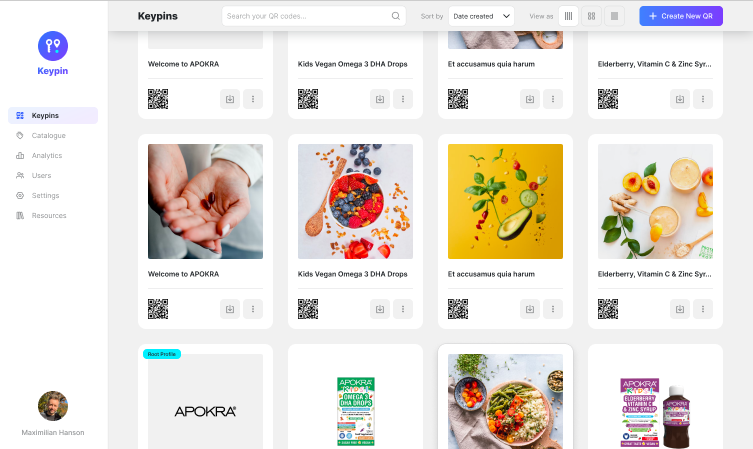 Keypins
Search your QR codes...
Sort by
Date created
View as
Create New QR
Keypin
Keypins
Catalogue
Analytics
Users
Settings
Resources
Maximilian Hanson
Welcome to APOKRA
Kids Vegan Omega 3 DHA Drops
Et accusamus quia harum
Elderberry, Vitamin C & Zinc Syr...
Welcome to APOKRA
Kids Vegan Omega 3 DHA Drops
Et accusamus quia harum
Elderberry, Vitamin C & Zinc Syr...
Root Profile
APOKRA
APOKRA
OMEGA 3
DHA DROPS
APOKRA
ELDERBERRY
VITAMIN C
& ZINC SYRUP